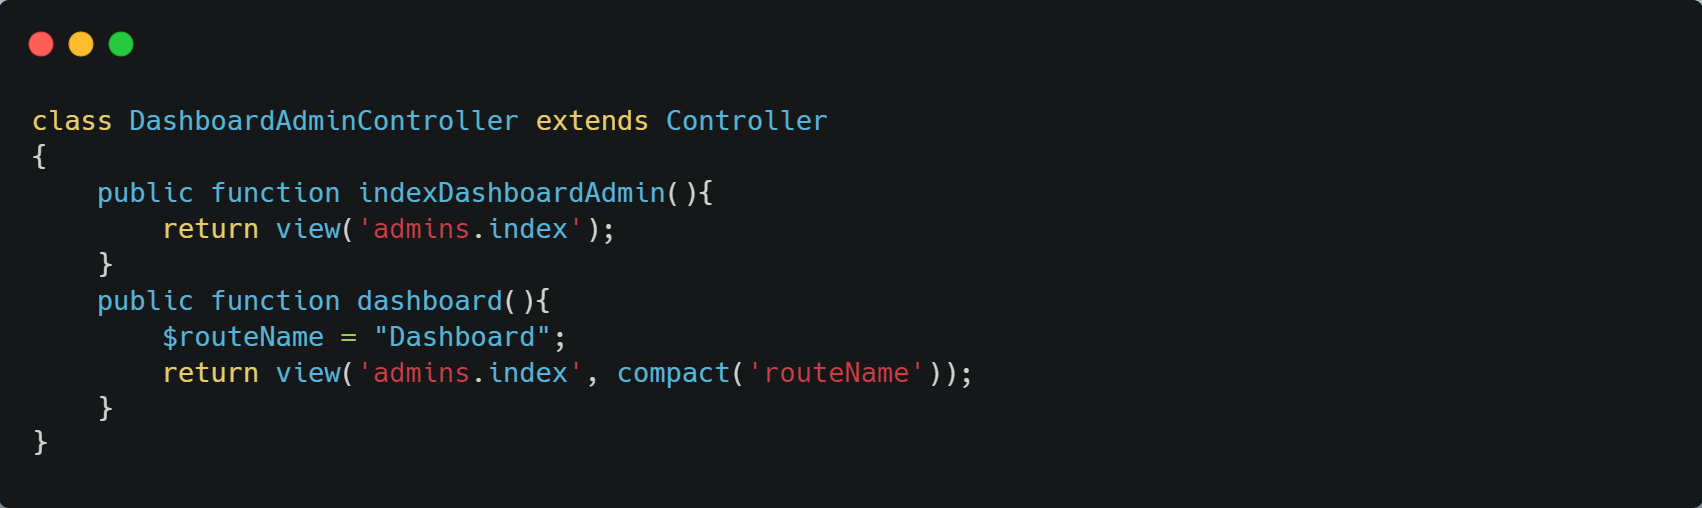 class DashboardAdminController extends Controller
{
    public function indexDashboardAdmin(){
        return view('admins.index');
    }
    public function dashboard(){
        $routeName = "Dashboard";
        return view('admins.index', compact('routeName'));
    }
}